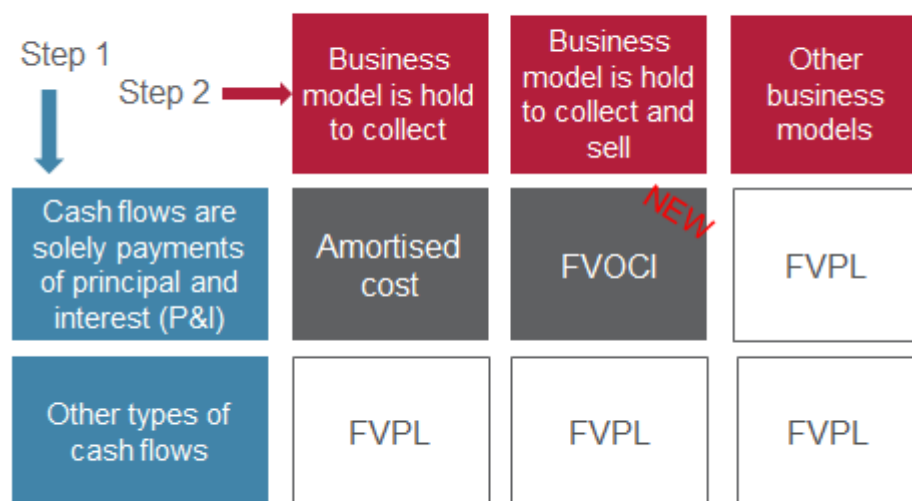 Step 1
Step 2
Business
model is hold
to collect
Business
model is hold
to collect and
sell
Other
business
models
Cash flows are
solely payments
of principal and
interest (P&I)
Amortised
cost
NEW
FVOCI
FVPL
Other types of
cash flows
FVPL
FVPL
FVPL